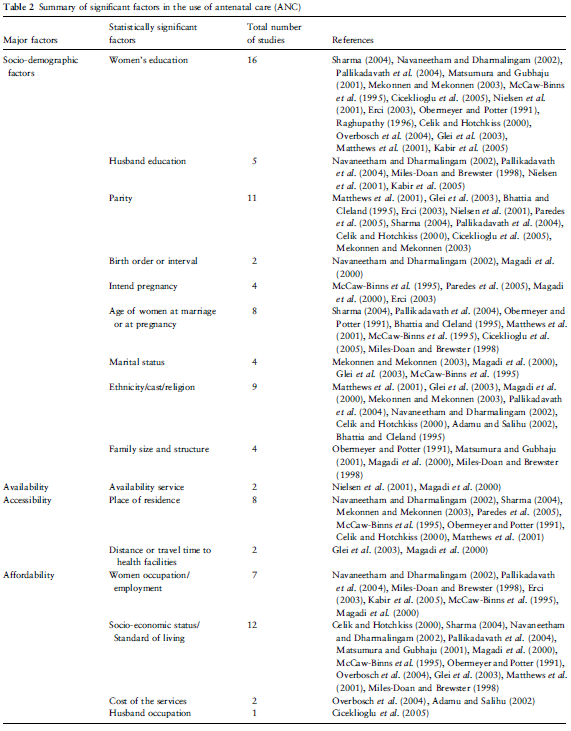 Table 2 Summary of significant factors in the use of antenatal care (ANC)
Major factors
Statistically significant
factors
Total number
of studies
References
Socio-demographic
factors
Women's education
16
Sharma (2004), Navaneetham and Dharmalingam (2002),
Pallikadavath et al. (2004), Matsumura and Gubhaju
(2001), Mekonnen and Mekonnen (2003), McCaw-Binns
et al. (1995), Ciceklioglu et al. (2005), Nielsen et al.
(2001), Erci (2003), Obermeyer and Potter (1991),
Raghupathy (1996), Celik and Hotchkiss (2000),
Overbosch et al. (2004), Glei et al. (2003),
Matthews et al. (2001), Kabir et al. (2005)
Husband education
5
Navaneetham and Dharmalingam (2002), Pallikadavath
et al. (2004), Miles-Doan and Brewster (1998), Nielsen
et al. (2001), Kabir et al. (2005)
Parity
11
Matthews et al. (2001), Glei et al. (2003), Bhattia and
Cleland (1995), Erci (2003), Nielsen et al. (2001), Paredes
et al. (2005), Sharma (2004), Pallikadavath et al. (2004),
Celik and Hotchkiss (2000), Ciceklioglu et al. (2005),
Mekonnen and Mekonnen (2003)
Birth order or interval
2
Navaneetham and Dharmalingam (2002), Magadi et al.
(2000)
Intend pregnancy
4
McCaw-Binns et al. (1995), Paredes et al. (2005), Magadi
et al. (2000), Erci (2003)
Age of women at marriage
or at pregnancy
8
Sharma (2004), Pallikadavath et al. (2004), Obermeyer and
Potter (1991), Bhattia and Cleland (1995), Matthews et al.
(2001), McCaw-Binns et al. (1995), Ciceklioglu et al.
(2005), Miles-Doan and Brewster (1998)
Marital status
4
Mekonnen and Mekonnen (2003), Magadi et al. (2000),
Glei et al. (2003), McCaw-Binns et al. (1995)
Ethnicity/cast/religion
9
Matthews et al. (2001), Glei et al. (2003), Magadi et al.
(2000), Mekonnen and Mekonnen (2003), Pallikadavath
et al. (2004), Navaneetham and Dharmalingam (2002),
Celik and Hotchkiss (2000), Adamu and Salihu (2002),
Bhattia and Cleland (1995)
Family size and structure
4
Obermeyer and Potter (1991), Matsumura and Gubhaju
(2001), Magadi et al. (2000), Miles-Doan and Brewster
(1998)
Availability
Availability service
2
Nielsen et al. (2001), Magadi et al. (2000)
Accessibility
Place of residence
8
Navaneetham and Dharmalingam (2002), Sharma (2004),
Mekonnen and Mekonnen (2003), Paredes et al. (2005),
McCaw-Binns et al. (1995), Obermeyer and Potter (1991),
Celik and Hotchkiss (2000), Matthews et al. (2001)
Distance or travel time to
health facilities
2
Glei et al. (2003), Magadi et al. (2000)
Affordability
Women occupation/
employment
7
Navaneetham and Dharmalingam (2002), Pallikadavath
et al. (2004), Miles-Doan and Brewster (1998), Erci
(2003), Kabir et al. (2005), McCaw-Binns et al. (1995),
Magadi et al. (2000)
Socio-economic status/
Standard of living
12
Celik and Hotchkiss (2000), Sharma (2004), Navaneetham
and Dharmalingam (2002), Pallikadavath et al. (2004),
Matsumura and Gubhaju (2001), Magadi et al. (2000),
McCaw-Binns et al. (1995), Obermeyer and Potter (1991),
Overbosch et al. (2004), Glei et al. (2003), Matthews et al.
(2001), Miles-Doan and Brewster (1998)
Cost of the services
2
Overbosch et al. (2004), Adamu and Salihu (2002)
Husband occupation
1
Ciceklioglu et al. (2005)